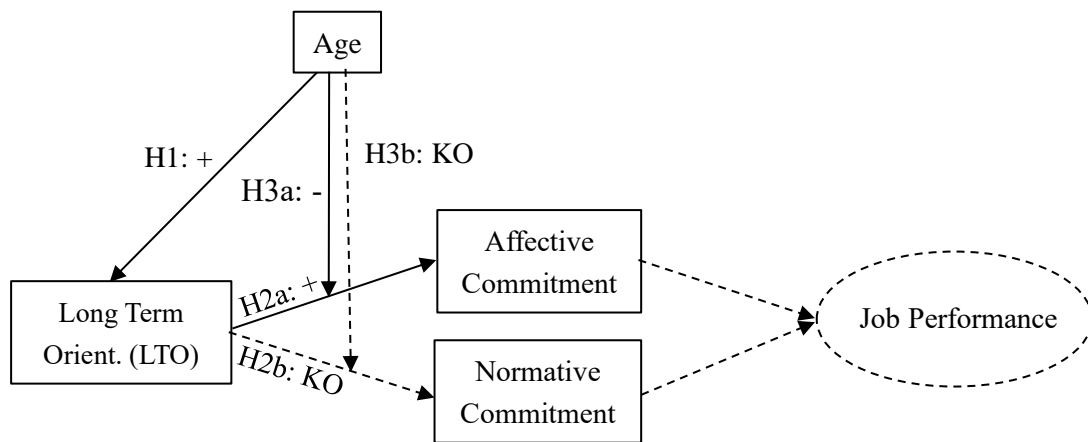 Age
H1: +
H3b: KO
H3a: -
Affective
Commitment
H2a: +
Long Term
Orient. (LTO)
Job Performance
H2b: KO
Normative
Commitment